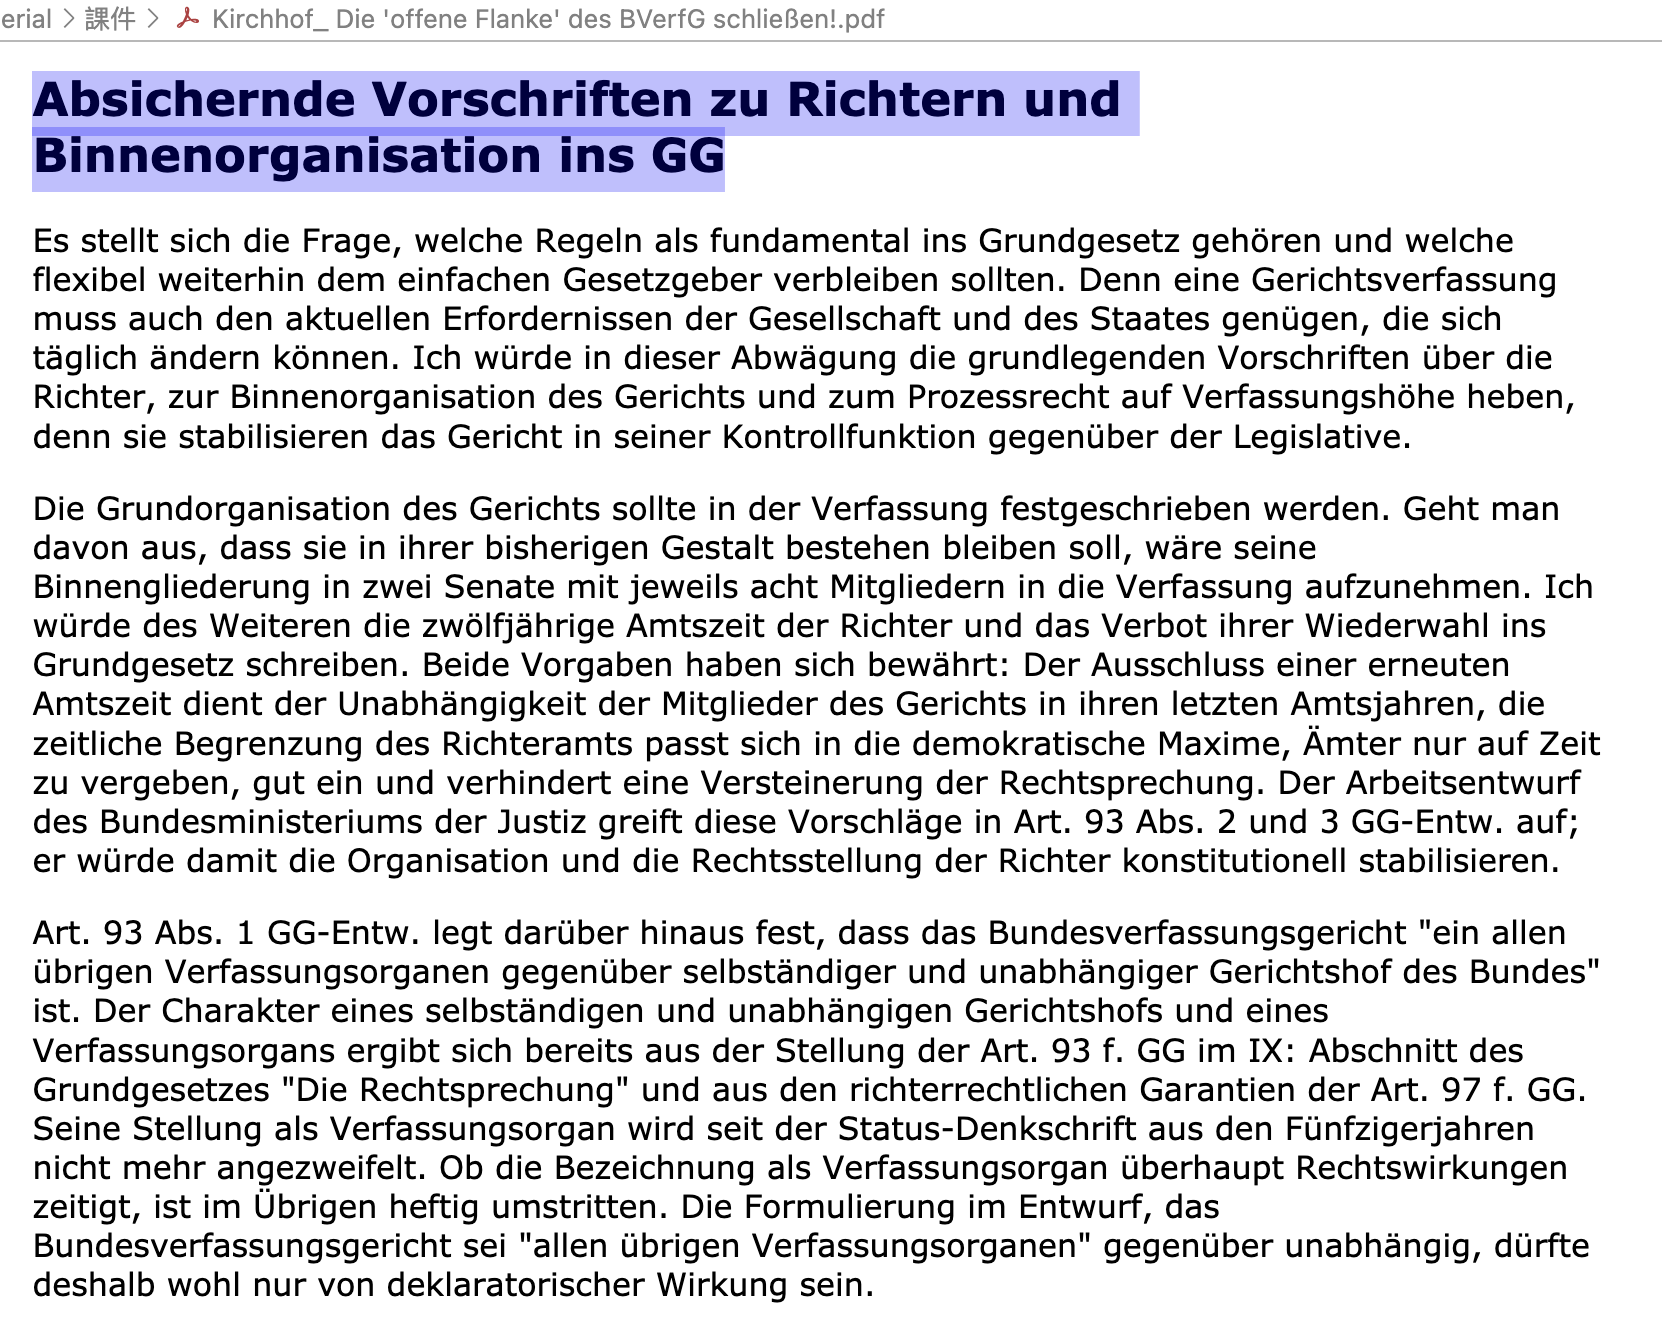 erial > 課件 > Kirchhof_ Die 'offene Flanke' des BVerfG schließen!.pdf
Absichernde Vorschriften zu Richtern und
Binnenorganisation ins GG
Es stellt sich die Frage, welche Regeln als fundamental ins Grundgesetz gehören und welche
flexibel weiterhin dem einfachen Gesetzgeber verbleiben sollten. Denn eine Gerichtsverfassung
muss auch den aktuellen Erfordernissen der Gesellschaft und des Staates genügen, die sich
täglich ändern können. Ich würde in dieser Abwägung die grundlegenden Vorschriften über die
Richter, zur Binnenorganisation des Gerichts und zum Prozessrecht auf Verfassungshöhe heben,
denn sie stabilisieren das Gericht in seiner Kontrollfunktion gegenüber der Legislative.
Die Grundorganisation des Gerichts sollte in der Verfassung festgeschrieben werden. Geht man
davon aus, dass sie in ihrer bisherigen Gestalt bestehen bleiben soll, wäre seine
Binnengliederung in zwei Senate mit jeweils acht Mitgliedern in die Verfassung aufzunehmen. Ich
würde des Weiteren die zwölfjährige Amtszeit der Richter und das Verbot ihrer Wiederwahl ins
Grundgesetz schreiben. Beide Vorgaben haben sich bewährt: Der Ausschluss einer erneuten
Amtszeit dient der Unabhängigkeit der Mitglieder des Gerichts in ihren letzten Amtsjahren, die
zeitliche Begrenzung des Richteramts passt sich in die demokratische Maxime, Ämter nur auf Zeit
zu vergeben, gut ein und verhindert eine Versteinerung der Rechtsprechung. Der Arbeitsentwurf
des Bundesministeriums der Justiz greift diese Vorschläge in Art. 93 Abs. 2 und 3 GG-Entw. auf;
er würde damit die Organisation und die Rechtsstellung der Richter konstitutionell stabilisieren.
Art. 93 Abs. 1 GG-Entw. legt darüber hinaus fest, dass das Bundesverfassungsgericht "ein allen
übrigen Verfassungsorganen gegenüber selbständiger und unabhängiger Gerichtshof des Bundes"
ist. Der Charakter eines selbständigen und unabhängigen Gerichtshofs und eines
Verfassungsorgans ergibt sich bereits aus der Stellung der Art. 93 f. GG im IX: Abschnitt des
Grundgesetzes "Die Rechtsprechung" und aus den richterrechtlichen Garantien der Art. 97 f. GG.
Seine Stellung als Verfassungsorgan wird seit der Status-Denkschrift aus den Fünfzigerjahren
nicht mehr angezweifelt. Ob die Bezeichnung als Verfassungsorgan überhaupt Rechtswirkungen
zeitigt, ist im Übrigen heftig umstritten. Die Formulierung im Entwurf, das
Bundesverfassungsgericht sei "allen übrigen Verfassungsorganen" gegenüber unabhängig, dürfte
deshalb wohl nur von deklaratorischer Wirkung sein.